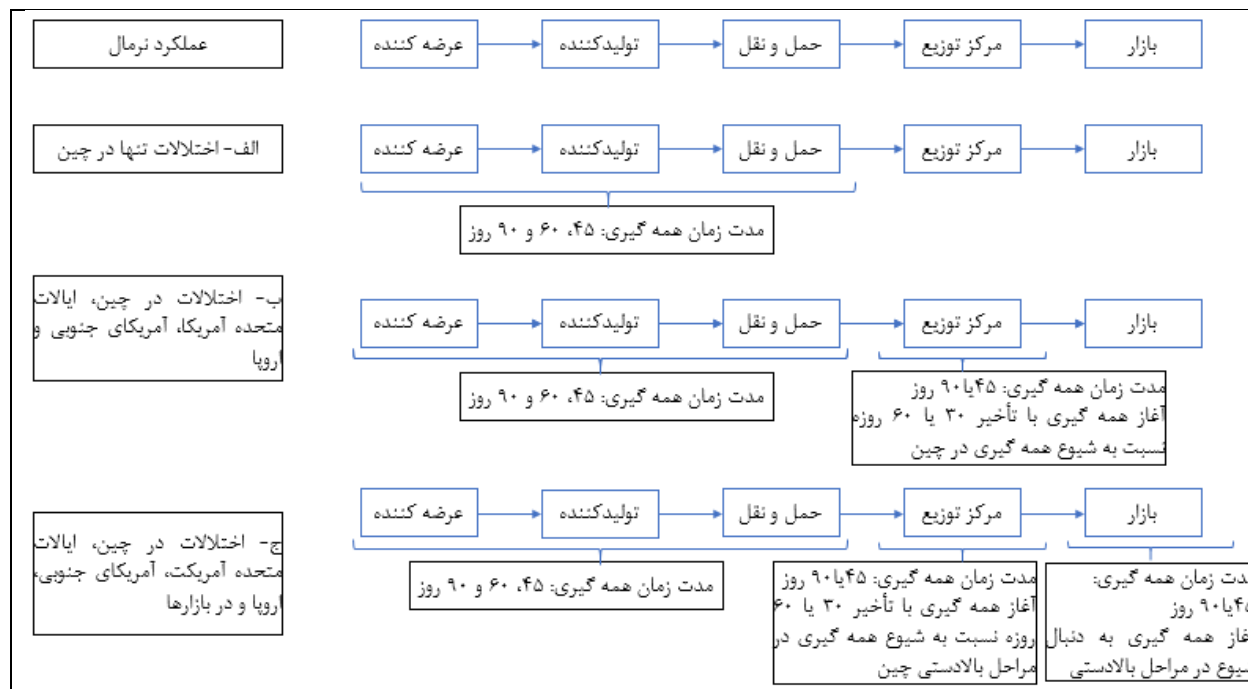 عملکرد نرمال
عرضه کننده
تولیدکننده
حمل و نقل
مرکز توزیع
بازار
الف- اختلالات تنها در چین
عرضه کننده
تولیدکننده
حمل و نقل
مرکز توزیع
بازار
مدت زمان همه گیری: ۴۵، ۶۰ و ۹۰ روز
ب- اختلالات در چین، ایالات
متحده آمریکا، آمریکای جنوبی و
اروپا
عرضه کننده
تولیدکننده
حمل و نقل
مرکز توزیع
بازار
مدت زمان همه گیری: ۴۵، ۶۰ و ۹۰ روز
مدت زمان همه گیری: ۴۵یا۹۰ روز
آغاز همه گیری با تأخیر ۳۰ یا ۶۰ روزه
نسبت به شیوع همه گیری در چین
ج- اختلالات در چین، ایالات
متحده آمریکت، آمریکای جنوبی،
اروپا و در بازارها
عرضه کننده
تولیدکننده
حمل و نقل
مرکز توزیع
بازار
مدت زمان همه گیری: ۴۵، ۶۰ و ۹۰ روز
مدت زمان همه گیری: ۴۵یا۹۰ روز
آغاز همه گیری با تأخیر ۳۰ یا ۶۰
روزه نسبت به شیوع همه گیری در
مراحل بالادستی چین
مدت زمان همه گیری:
۴۵یا۹۰ روز
آغاز همه گیری به دنبال
شیوع در مراحل بالادستی